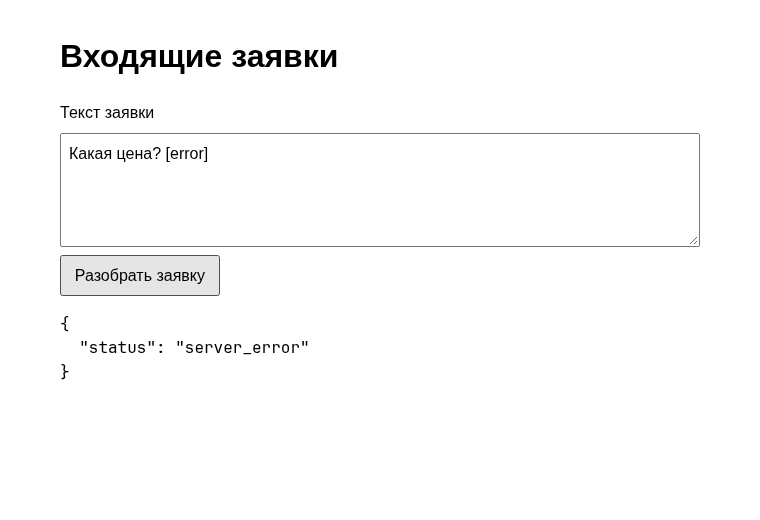 Входящие заявки
Текст заявки
Какая цена? [error]
Разобрать заявку
{
  "status": "server_error"
}